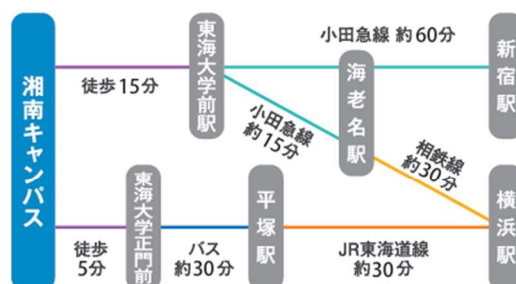 湘南キャンパス
徒歩15分
東海大学前駅
小田急線 約60分
新宿駅
小田急線
約15分
海老名駅
相鉄線
約30分
横浜駅
徒歩
5分
東海大学正門前
バス
約30分
平塚駅
JR東海道線
約30分